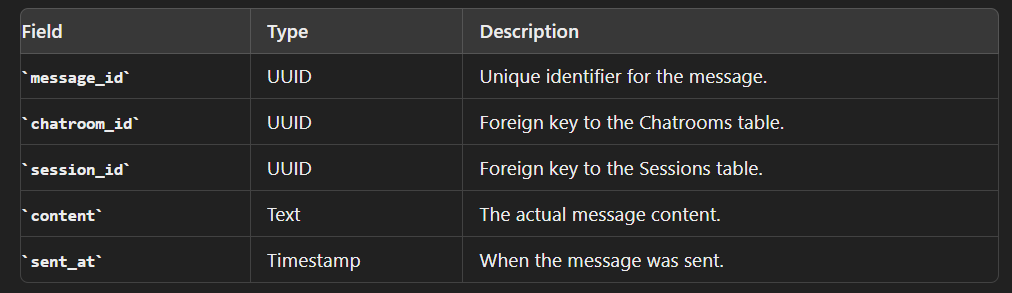 Field Type Description
`message_id` UUID Unique identifier for the message.
`chatroom_id` UUID Foreign key to the Chatrooms table.
`session_id` UUID Foreign key to the Sessions table.
`content` Text The actual message content.
`sent_at` Timestamp When the message was sent.